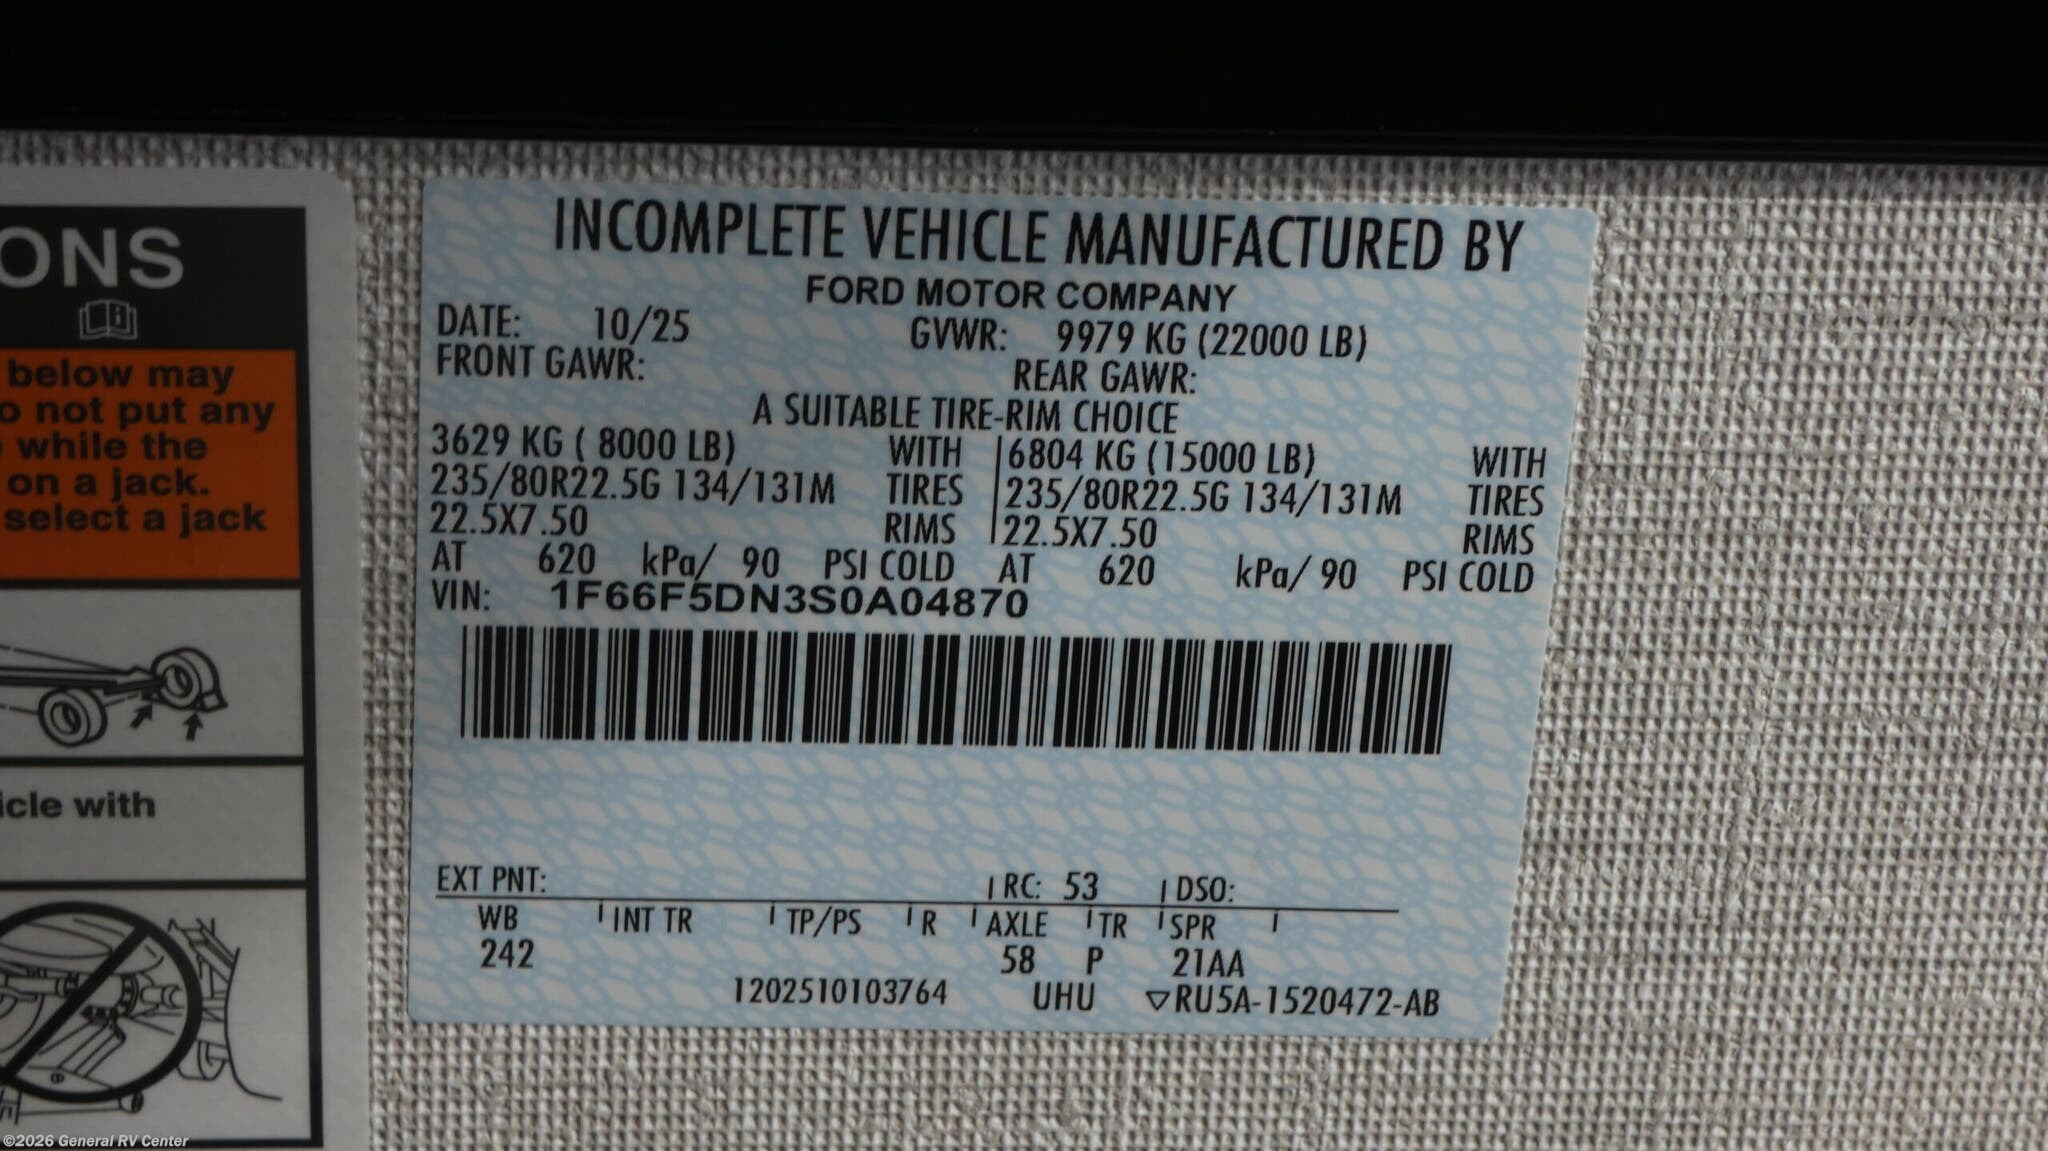 ONS
below may
o not put any
while the
on a jack.
select a jack
icle with
INCOMPLETE VEHICLE MANUFACTURED BY
FORD MOTOR COMPANY
DATE: 10/25 GVWR: 9979 KG (22000 LB)
FRONT GAWR: REAR GAWR:
A SUITABLE TIRE-RIM CHOICE
3629 KG ( 8000 LB) WITH 6804 KG (15000 LB) WITH
235/80R22.5G 134/131M TIRES 235/80R22.5G 134/131M TIRES
22.5X7.50 RIMS 22.5X7.50 RIMS
AT 620 kPa/ 90 PSI COLD AT 620 kPa/ 90 PSI COLD
VIN: 1F66F5DN3S0A04870
EXT PNT: RC: 53 DSO:
WB INT TR TP/PS R AXLE TR SPR
242 58 P 21AA
1202510103764 UHU ▽RU5A-1520472-AB
©2026 General RV Center